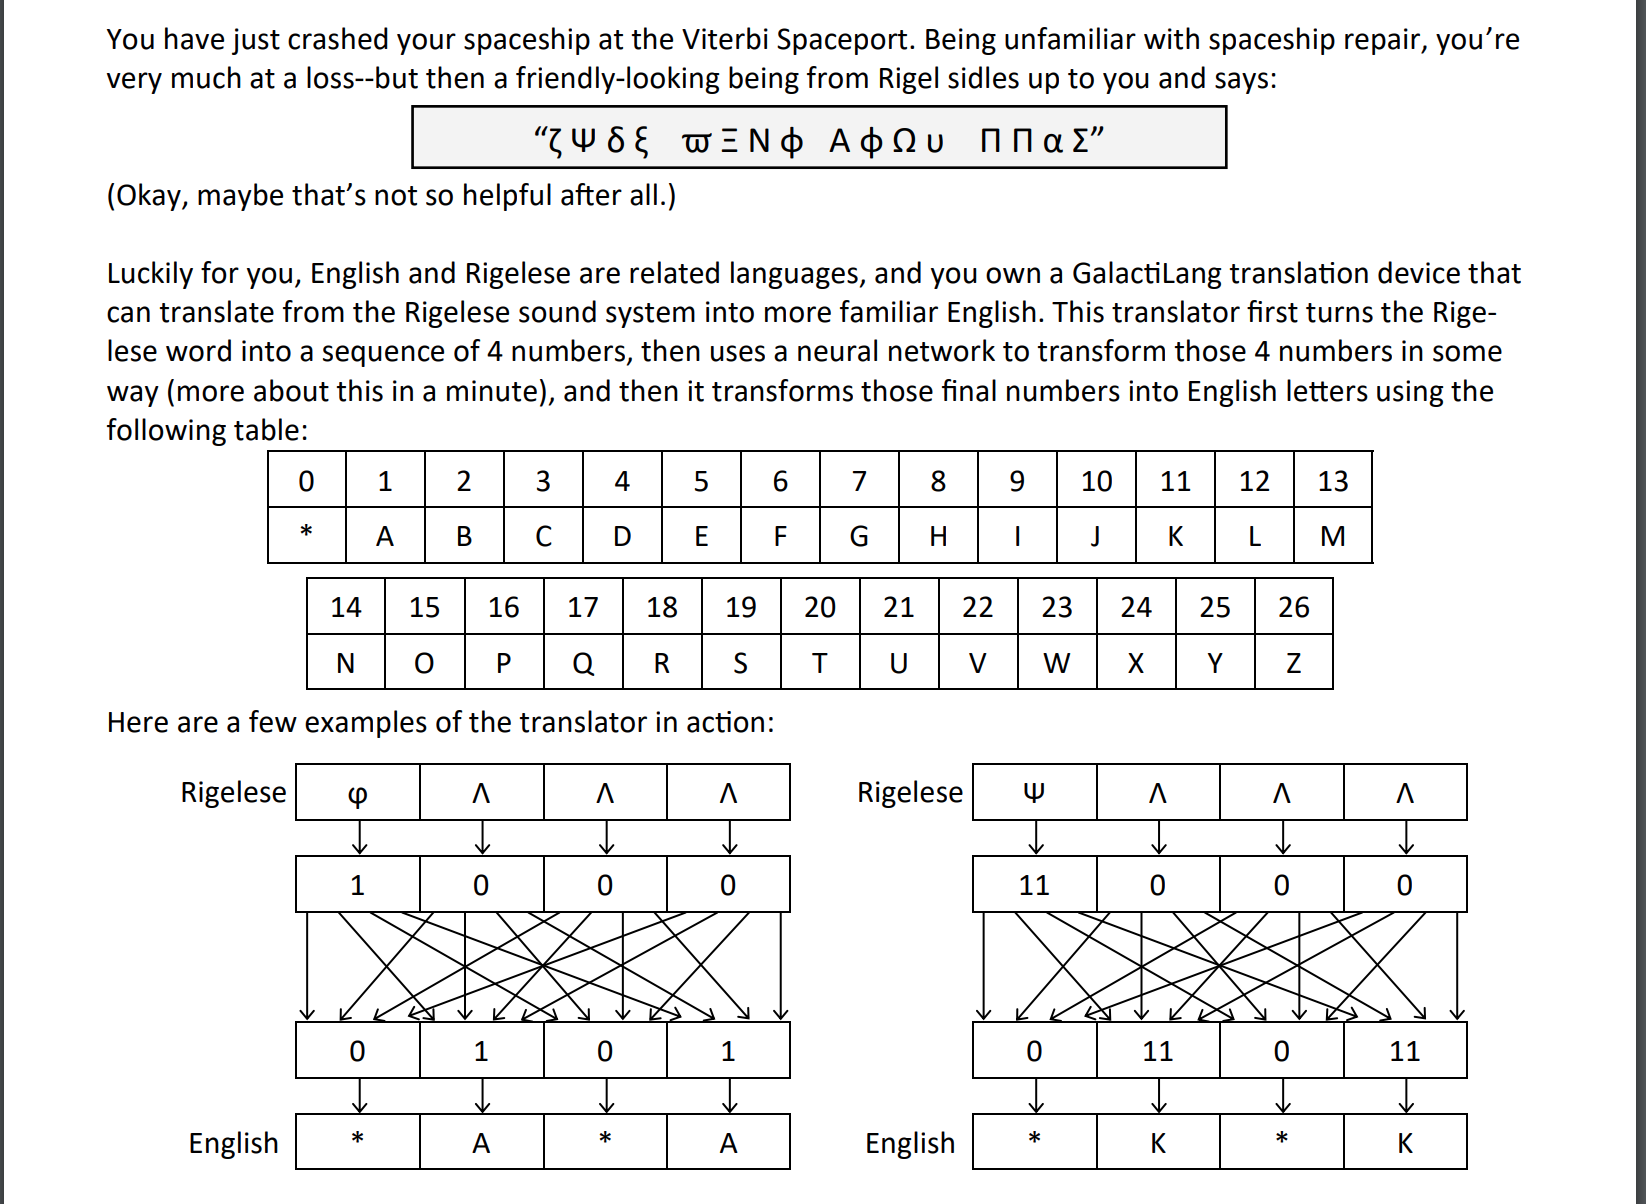 You have just crashed your spaceship at the Viterbi Spaceport. Being unfamiliar with spaceship repair, you’re
very much at a loss--but then a friendly-looking being from Rigel sidles up to you and says:
“ζ Ψ δ ξ ϖ Ξ Ν ϕ Α ϕ Ω υ Π Π α Σ”
(Okay, maybe that’s not so helpful after all.)
Luckily for you, English and Rigelese are related languages, and you own a GalactiLang translation device that
can translate from the Rigelese sound system into more familiar English. This translator first turns the Rige-
lese word into a sequence of 4 numbers, then uses a neural network to transform those 4 numbers in some
way (more about this in a minute), and then it transforms those final numbers into English letters using the
following table:
0 1 2 3 4 5 6 7 8 9 10 11 12 13
* A B C D E F G H I J K L M
14 15 16 17 18 19 20 21 22 23 24 25 26
N O P Q R S T U V W X Y Z
Here are a few examples of the translator in action:
Rigelese φ Λ Λ Λ Rigelese Ψ Λ Λ Λ
1 0 0 0 11 0 0 0
0 1 0 1 0 11 0 11
English * A * A English * K * K